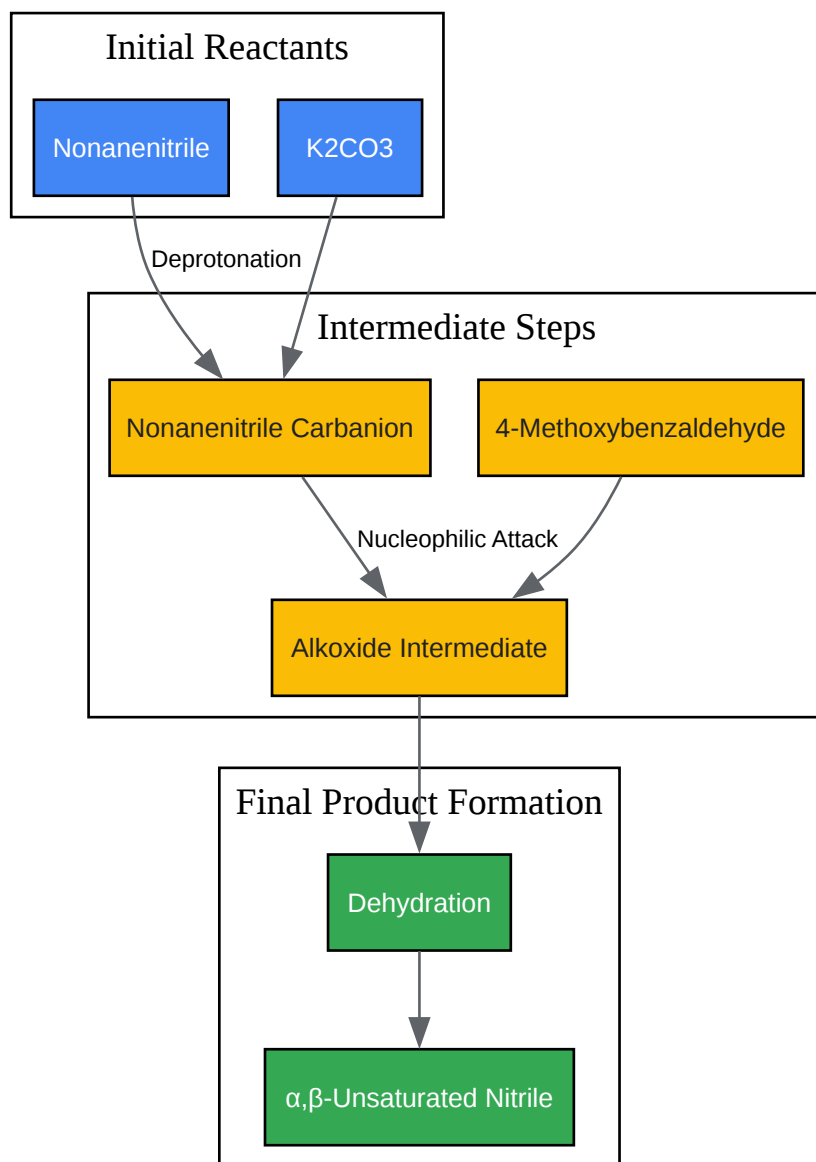 Initial Reactants
Nonanenitrile
K2CO3
Deprotonation
Intermediate Steps
Nonanenitrile Carbanion
4-Methoxybenzaldehyde
Nucleophilic Attack
Alkoxide Intermediate
Final Product Formation
Dehydration
α,β-Unsaturated Nitrile